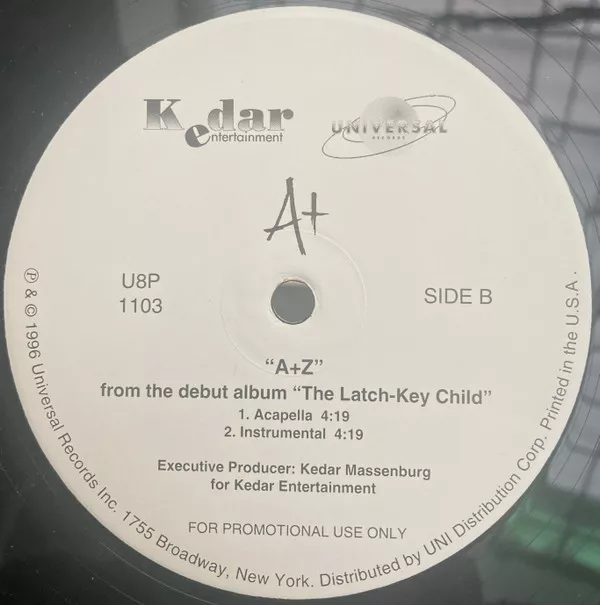 Kedar
entertainment
UNIVERSAL
RECORDS
A+
U8P
1103
SIDE B
“A+Z”
from the debut album “The Latch-Key Child”
1. Acapella 4:19
2. Instrumental 4:19
Executive Producer: Kedar Massenburg
for Kedar Entertainment
FOR PROMOTIONAL USE ONLY
℗ & © 1996 Universal Records Inc. 1755 Broadway, New York. Distributed by UNI Distribution Corp. Printed in the U.S.A.